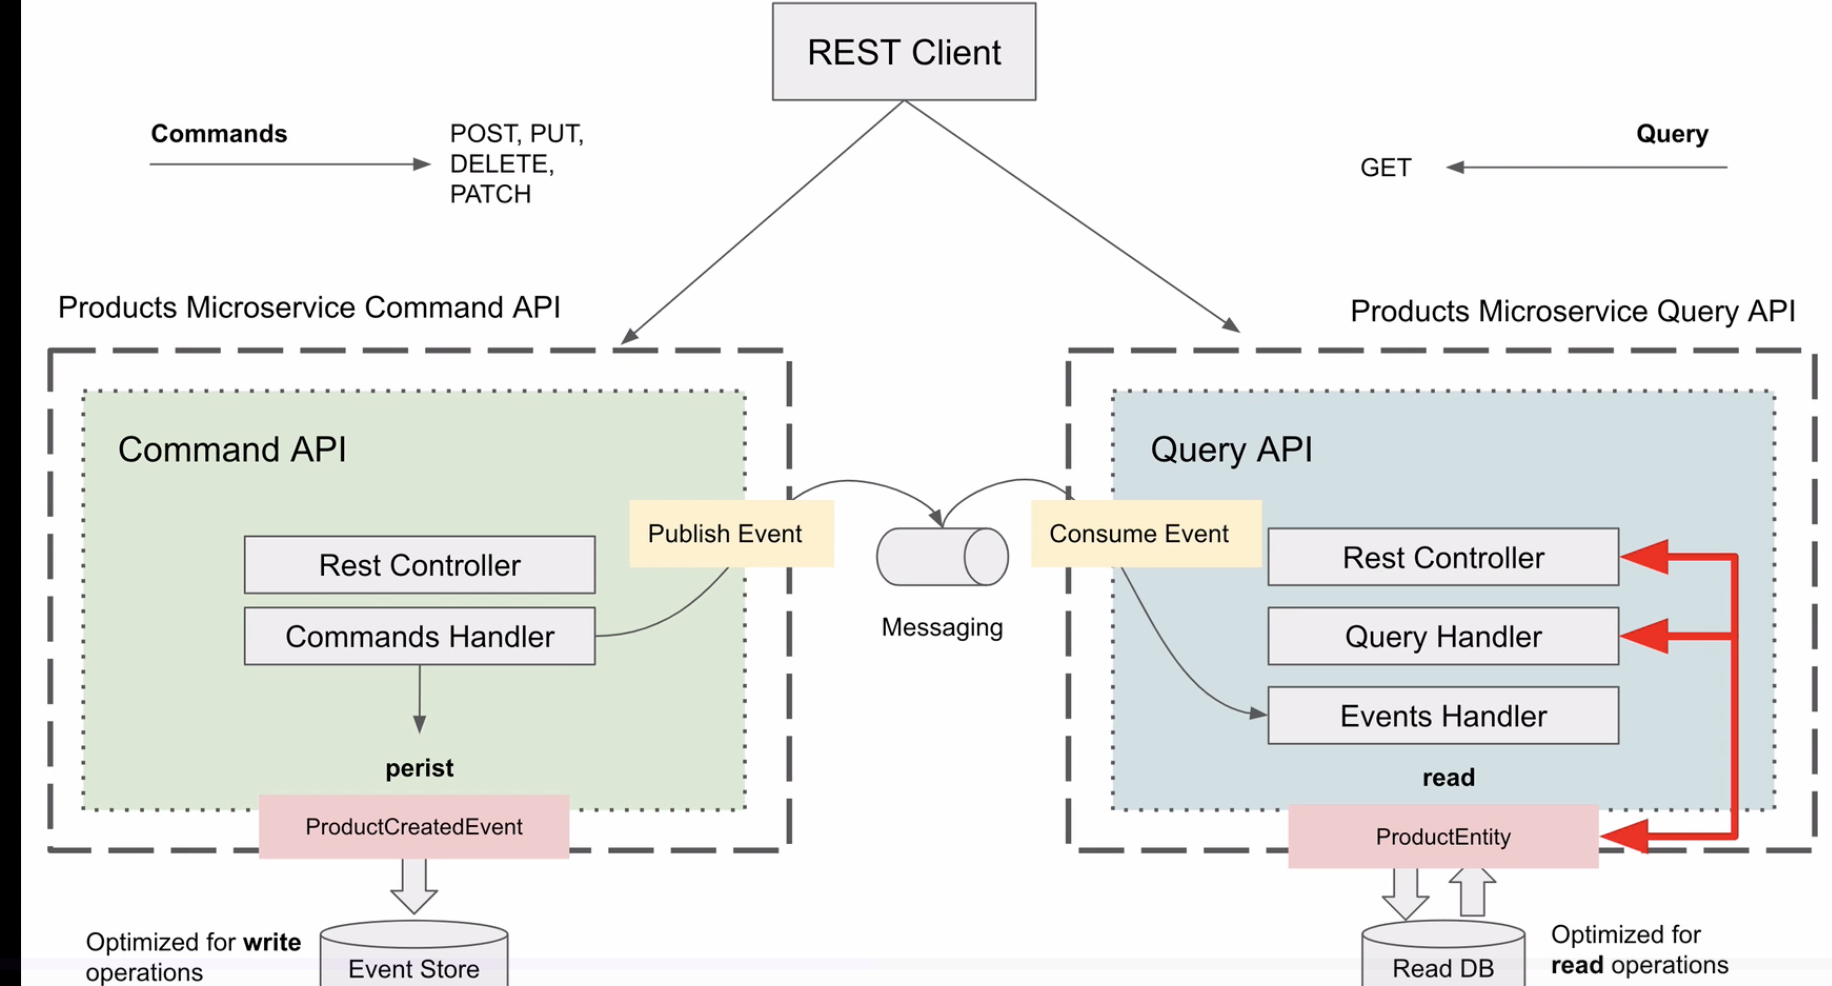 REST Client
Commands
POST, PUT,
DELETE,
PATCH
Query
GET
Products Microservice Command API
Products Microservice Query API
Command API
Publish Event
Rest Controller
Commands Handler
perist
ProductCreatedEvent
Messaging
Query API
Consume Event
Rest Controller
Query Handler
Events Handler
read
ProductEntity
Optimized for write
operations
Event Store
Read DB
Optimized for
read operations